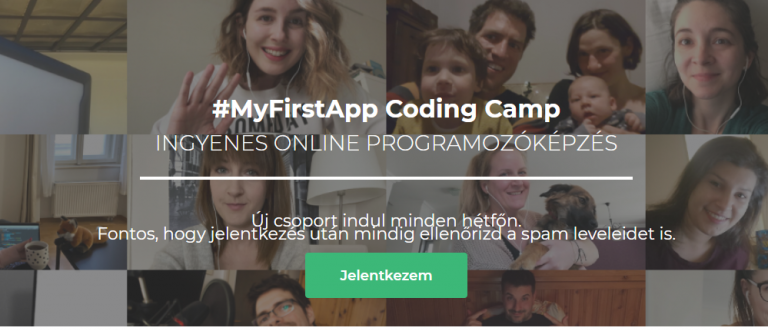 #MyFirstApp Coding Camp
INGYENES ONLINE PROGRAMOZÓKÉPZÉS
Új csoport indul minden hétfőn.
Fontos, hogy jelentkezés után mindig ellenőrizd a spam leveleidet is.
Jelentkezem